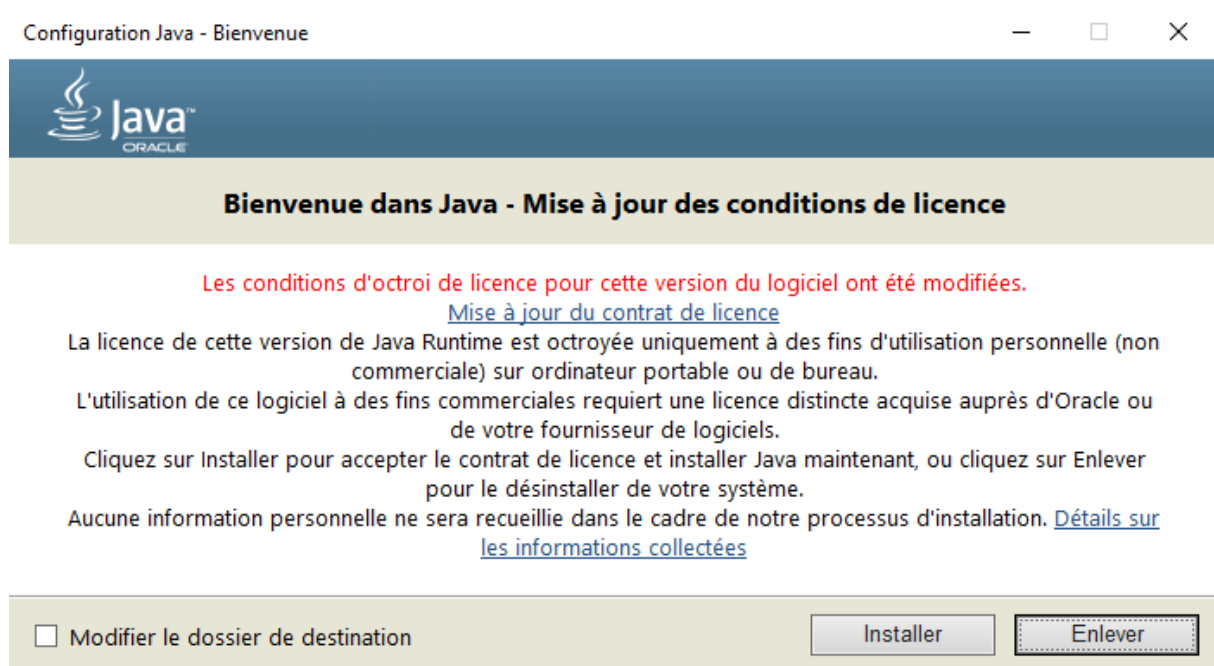 Configuration Java - Bienvenue
Java™
ORACLE
Bienvenue dans Java - Mise à jour des conditions de licence
Les conditions d'octroi de licence pour cette version du logiciel ont été modifiées.
Mise à jour du contrat de licence
La licence de cette version de Java Runtime est octroyée uniquement à des fins d'utilisation personnelle (non
commerciale) sur ordinateur portable ou de bureau.
L'utilisation de ce logiciel à des fins commerciales requiert une licence distincte acquise auprès d'Oracle ou
de votre fournisseur de logiciels.
Cliquez sur Installer pour accepter le contrat de licence et installer Java maintenant, ou cliquez sur Enlever
pour le désinstaller de votre système.
Aucune information personnelle ne sera recueillie dans le cadre de notre processus d'installation. Détails sur
les informations collectées
Modifier le dossier de destination
Installer
Enlever